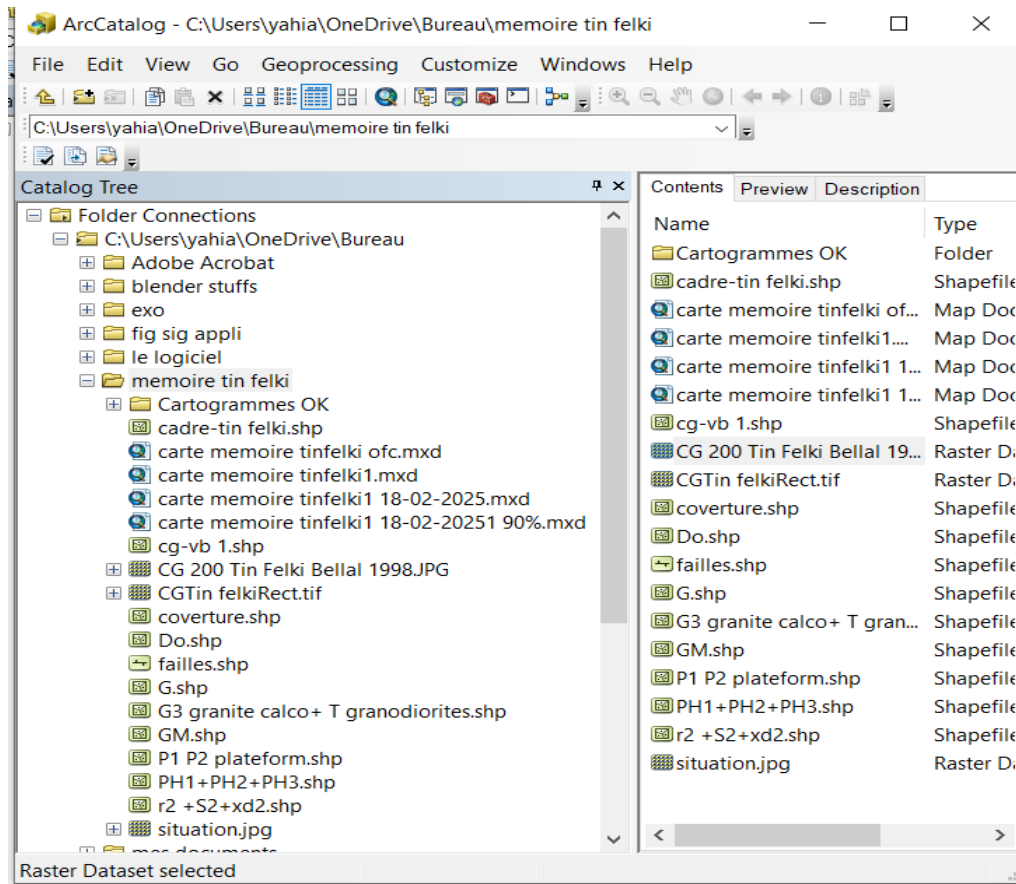 ArcCatalog - C:\Users\yahia\OneDrive\Bureau\memoire tin felki
File Edit View Go Geoprocessing Customize Windows Help
C:\Users\yahia\OneDrive\Bureau\memoire tin felki
Catalog Tree
Folder Connections
C:\Users\yahia\OneDrive\Bureau
Adobe Acrobat
blender stuffs
exo
fig sig appli
le logiciel
memoire tin felki
Cartogrammes OK
cadre-tin felki.shp
carte memoire tinfelki ofc.mxd
carte memoire tinfelki1.mxd
carte memoire tinfelki1 18-02-2025.mxd
carte memoire tinfelki1 18-02-20251 90%.mxd
cg-vb 1.shp
CG 200 Tin Felki Bellal 1998.JPG
CGTin felkiRect.tif
coverture.shp
Do.shp
failles.shp
G.shp
G3 granite calco+ T granodiorites.shp
GM.shp
P1 P2 plateform.shp
PH1+PH2+PH3.shp
r2 +S2+xd2.shp
situation.jpg
mes documents
Contents Preview Description
Name Type
Cartogrammes OK Folder
cadre-tin felki.shp Shapefile
carte memoire tinfelki of... Map Doc
carte memoire tinfelki1.... Map Doc
carte memoire tinfelki1 1... Map Doc
carte memoire tinfelki1 1... Map Doc
cg-vb 1.shp Shapefile
CG 200 Tin Felki Bellal 19... Raster Da
CGTin felkiRect.tif Raster Da
coverture.shp Shapefile
Do.shp Shapefile
failles.shp Shapefile
G.shp Shapefile
G3 granite calco+ T gran... Shapefile
GM.shp Shapefile
P1 P2 plateform.shp Shapefile
PH1+PH2+PH3.shp Shapefile
r2 +S2+xd2.shp Shapefile
situation.jpg Raster Da
Raster Dataset selected